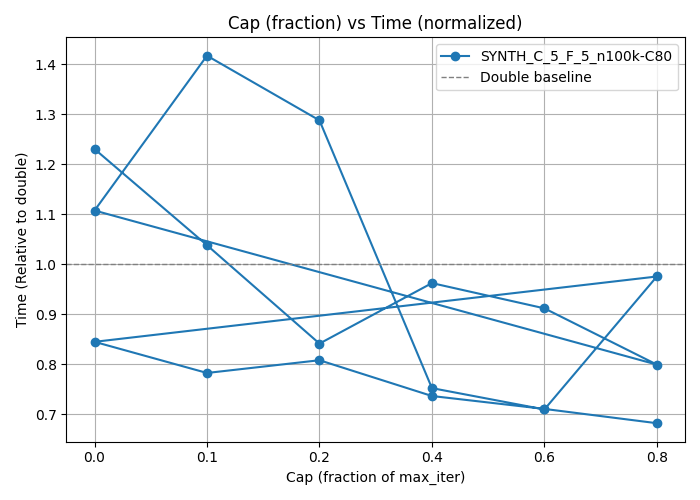 Cap (fraction) vs Time (normalized)
SYNTH_C_5_F_5_n100k-C80
Double baseline
Time (Relative to double)
1.4
1.3
1.2
1.1
1.0
0.9
0.8
0.7
0.0 0.1 0.2 0.4 0.6 0.8
Cap (fraction of max_iter)